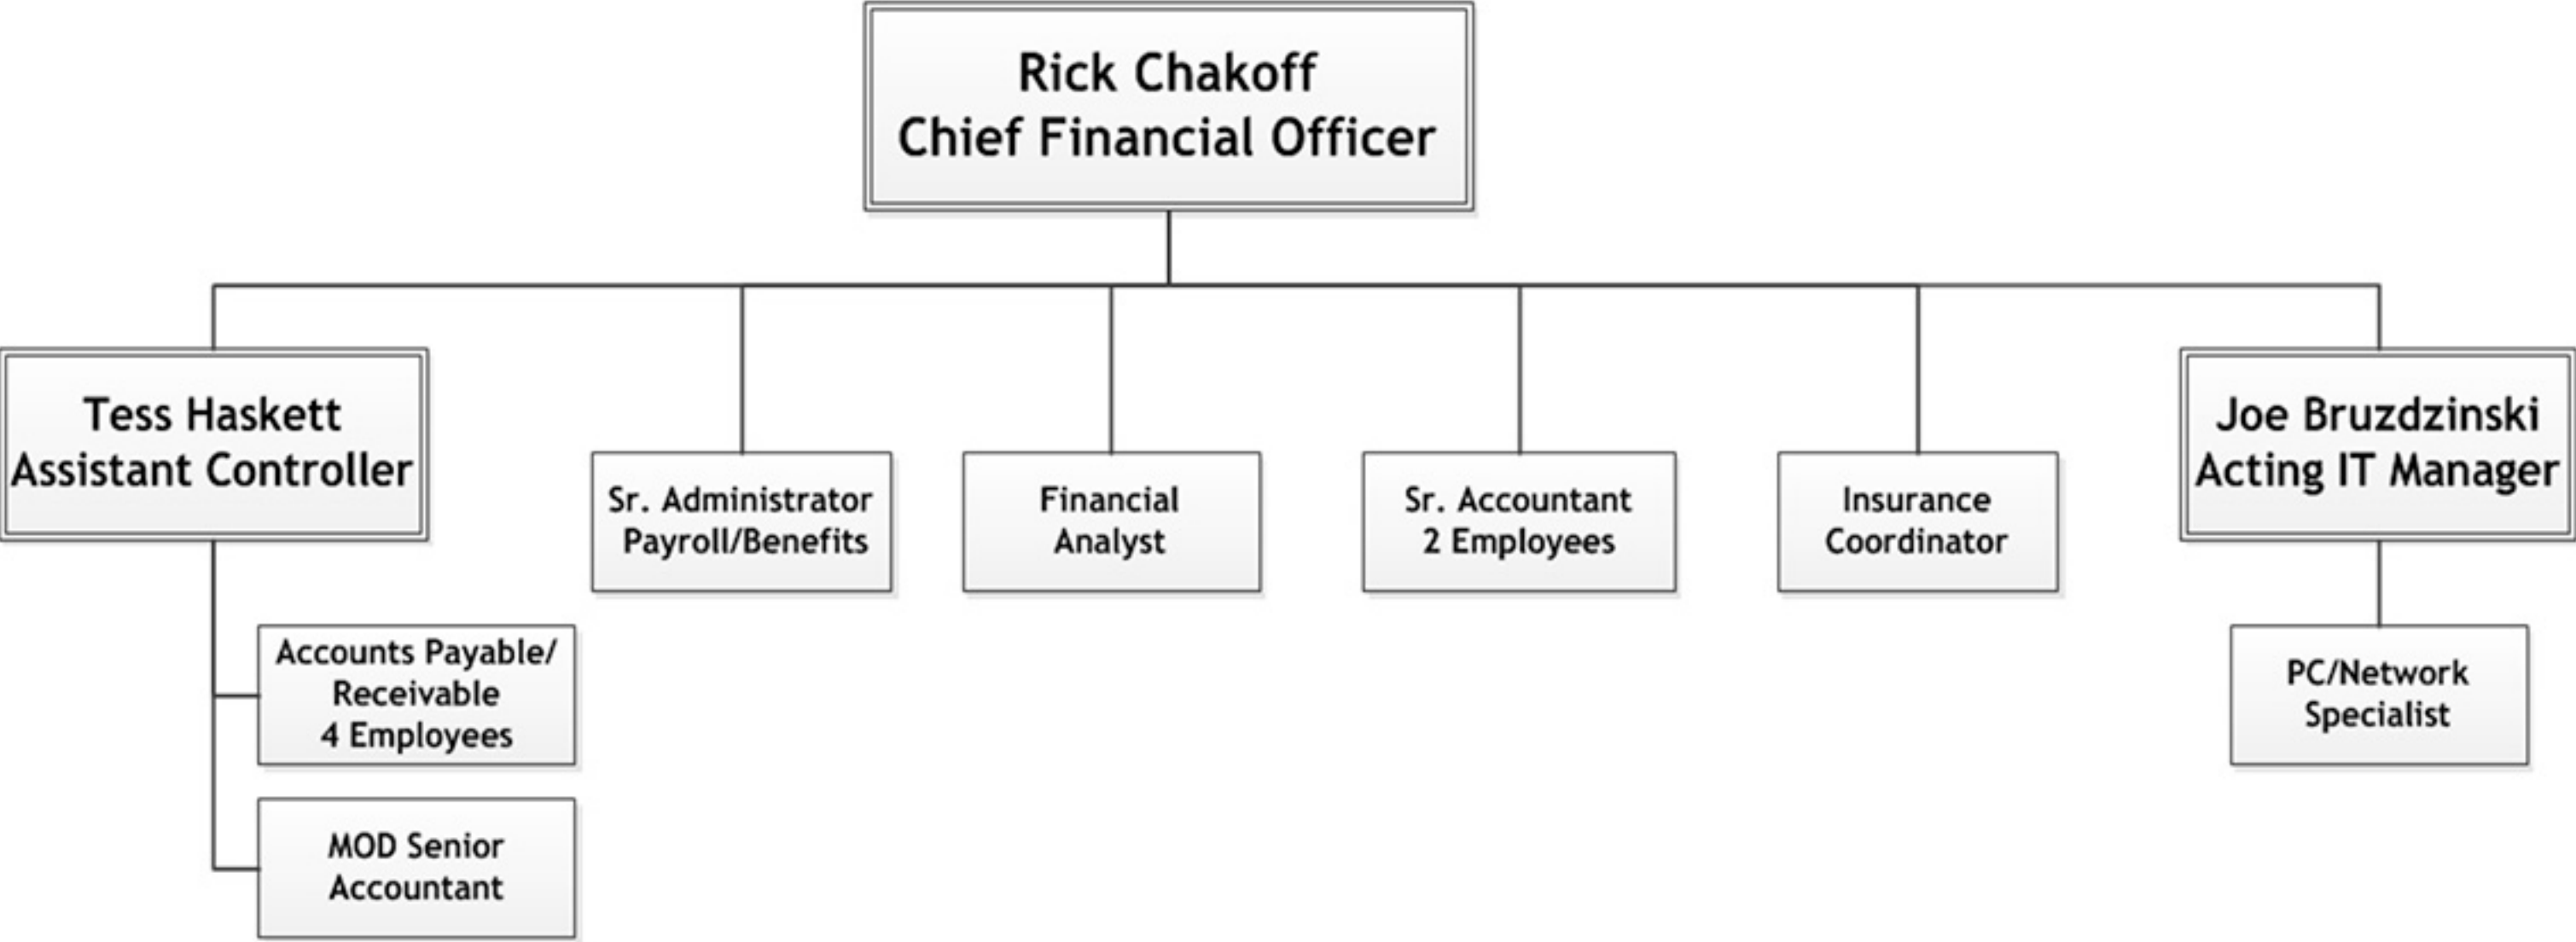 Rick Chakoff
Chief Financial Officer
Tess Haskett
Assistant Controller
Sr. Administrator
Payroll/Benefits
Financial
Analyst
Sr. Accountant
2 Employees
Insurance
Coordinator
Joe Bruzdzinski
Acting IT Manager
Accounts Payable/
Receivable
4 Employees
MOD Senior
Accountant
PC/Network
Specialist